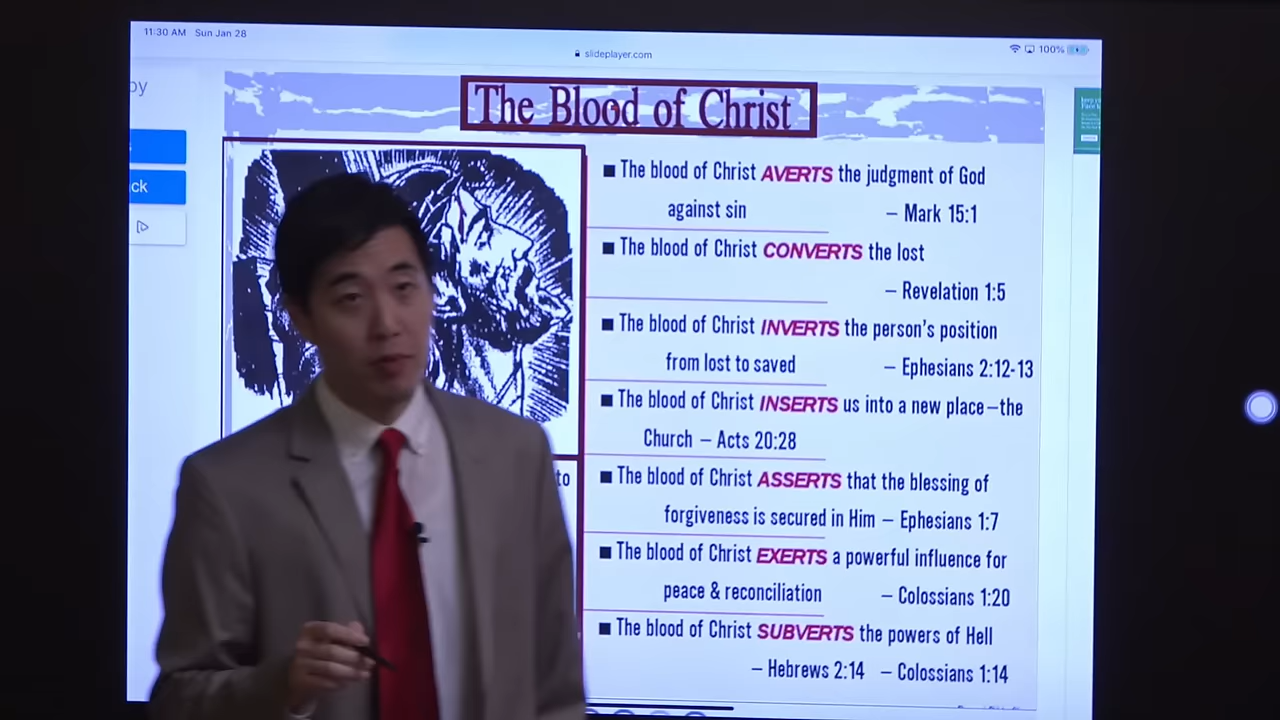 11:30 AM Sun Jan 28
slideplayer.com
100%
by
ck
The Blood of Christ
■ The blood of Christ AVERTS the judgment of God
against sin – Mark 15:1
■ The blood of Christ CONVERTS the lost
– Revelation 1:5
■ The blood of Christ INVERTS the person's position
from lost to saved – Ephesians 2:12-13
■ The blood of Christ INSERTS us into a new place–the
Church – Acts 20:28
to
■ The blood of Christ ASSERTS that the blessing of
forgiveness is secured in Him – Ephesians 1:7
■ The blood of Christ EXERTS a powerful influence for
peace & reconciliation – Colossians 1:20
■ The blood of Christ SUBVERTS the powers of Hell
– Hebrews 2:14 – Colossians 1:14